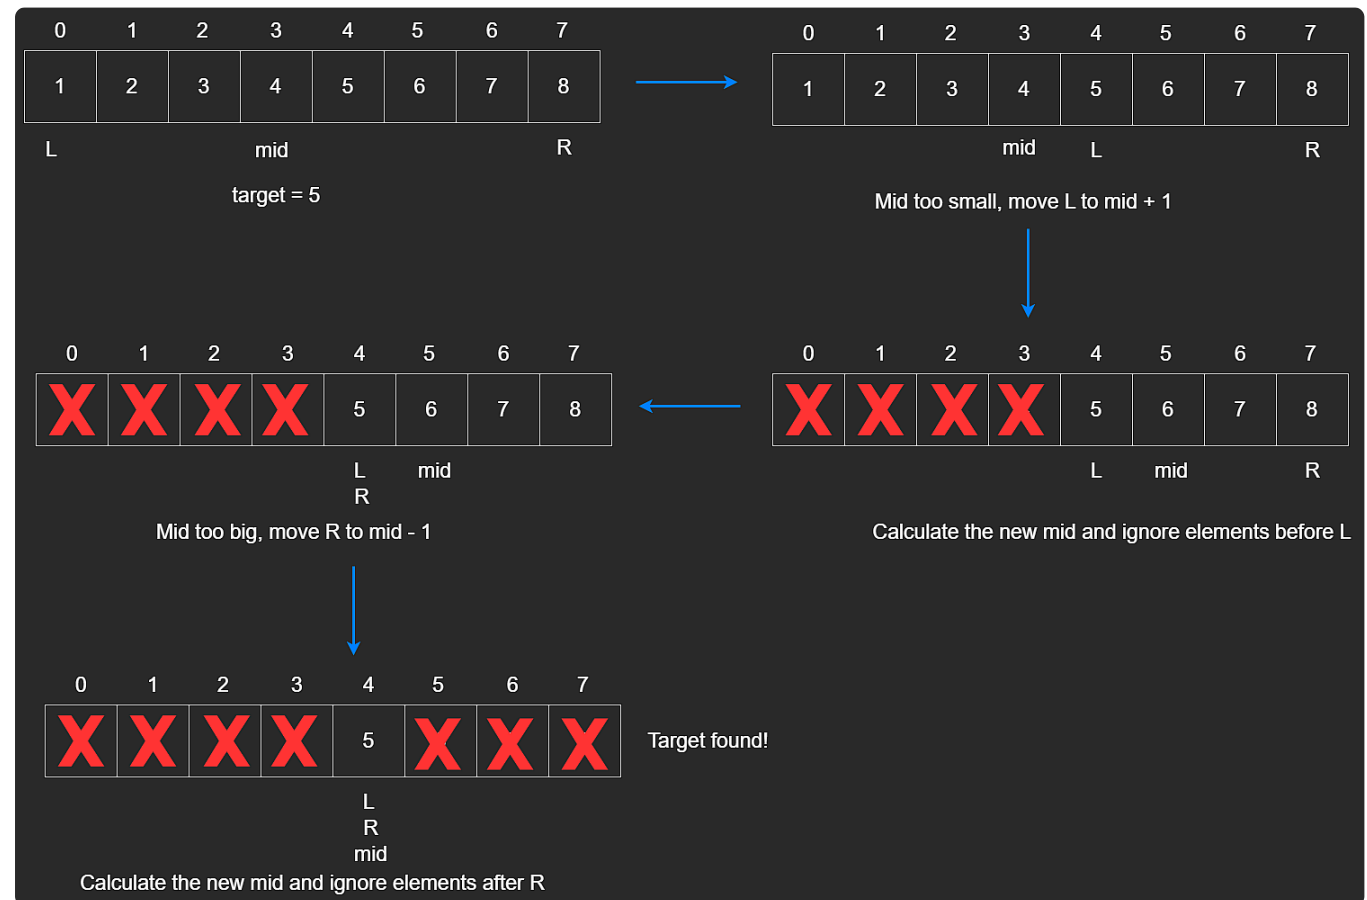 0 1 2 3 4 5 6 7
1 2 3 4 5 6 7 8
L mid R
target = 5
0 1 2 3 4 5 6 7
1 2 3 4 5 6 7 8
mid L R
Mid too small, move L to mid + 1
0 1 2 3 4 5 6 7
X X X X 5 6 7 8
L mid R
Calculate the new mid and ignore elements before L
0 1 2 3 4 5 6 7
X X X X 5 6 7 8
L mid
R
Mid too big, move R to mid - 1
0 1 2 3 4 5 6 7
X X X X 5 X X X
Target found!
L
R
mid
Calculate the new mid and ignore elements after R